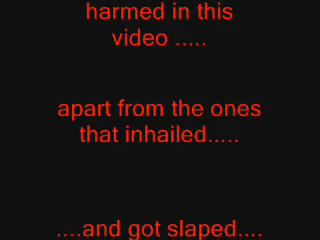 harmed in this
video .....
apart from the ones
that inhailed.....
....and got slaped....